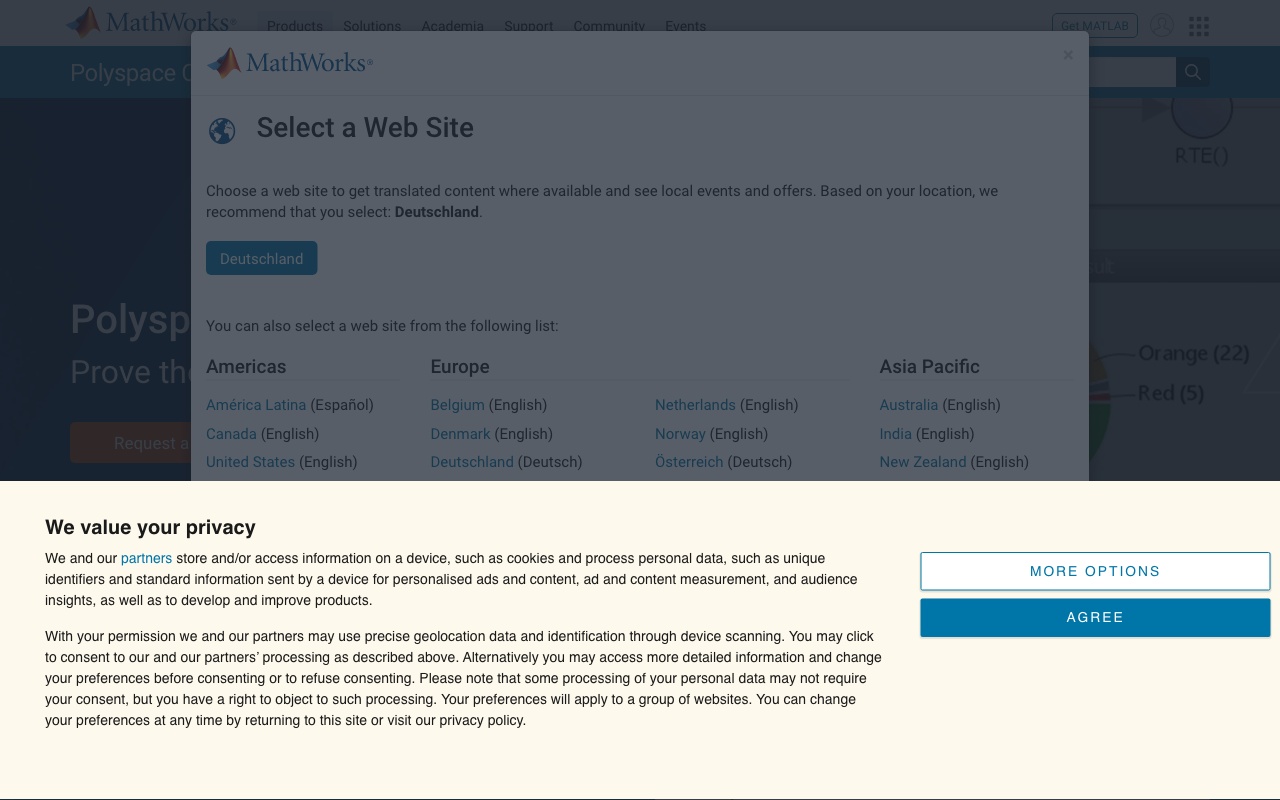 MathWorks®
Products Solutions Academia Support Community Events
Get MATLAB
Polyspace C
MathWorks®
×
Select a Web Site
RTE()
Choose a web site to get translated content where available and see local events and offers. Based on your location, we
recommend that you select: Deutschland.
Deutschland
Polysp
You can also select a web site from the following list:
Prove the
Orange (22)
Red (5)
Americas Europe Asia Pacific
América Latina (Español) Belgium (English) Netherlands (English) Australia (English)
Canada (English) Denmark (English) Norway (English) India (English)
Request a
United States (English) Deutschland (Deutsch) Österreich (Deutsch) New Zealand (English)
We value your privacy
We and our partners store and/or access information on a device, such as cookies and process personal data, such as unique
identifiers and standard information sent by a device for personalised ads and content, ad and content measurement, and audience
insights, as well as to develop and improve products.
With your permission we and our partners may use precise geolocation data and identification through device scanning. You may click
to consent to our and our partners’ processing as described above. Alternatively you may access more detailed information and change
your preferences before consenting or to refuse consenting. Please note that some processing of your personal data may not require
your consent, but you have a right to object to such processing. Your preferences will apply to a group of websites. You can change
your preferences at any time by returning to this site or visit our privacy policy.
MORE OPTIONS
AGREE